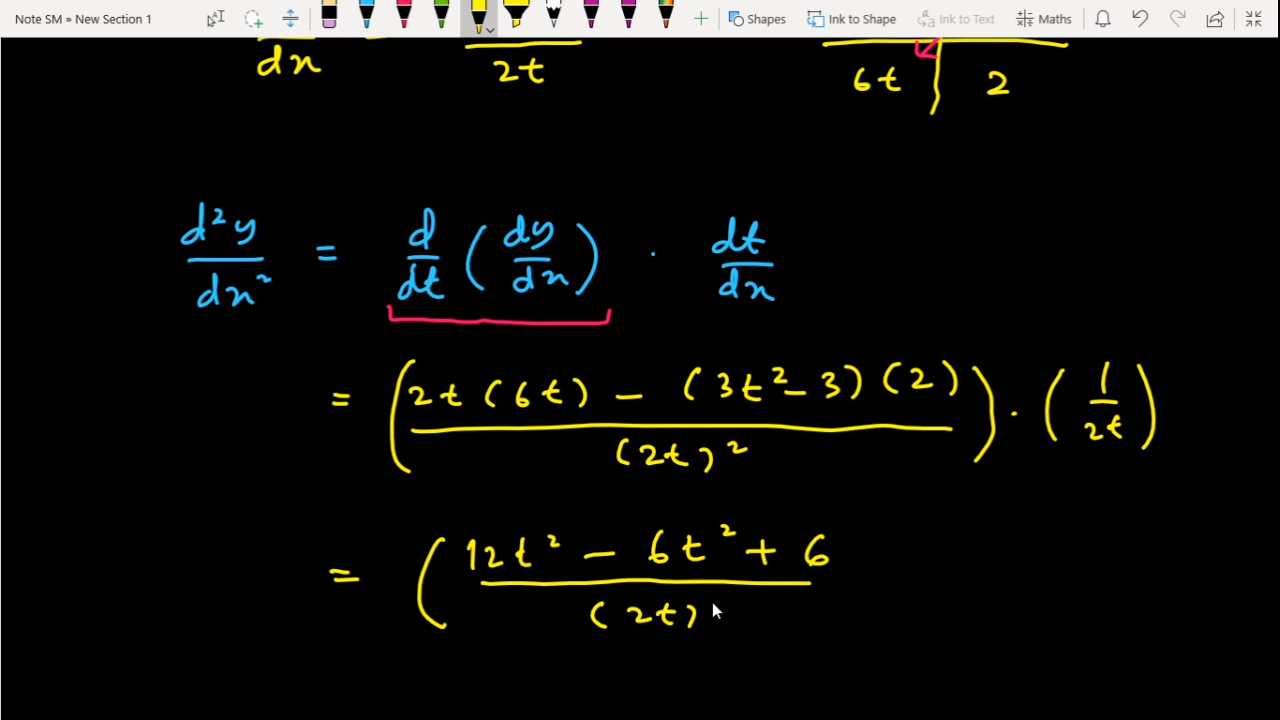 Note SM » New Section 1 Shapes Ink to Shape Ink to Text Maths
dx 2t 6t 2
d²y/dx² = d/dt (dy/dx) · dt/dx
= (2t(6t) - (3t²-3)(2) / (2t)²) · (1/2t)
= (12t² - 6t² + 6 / (2t)